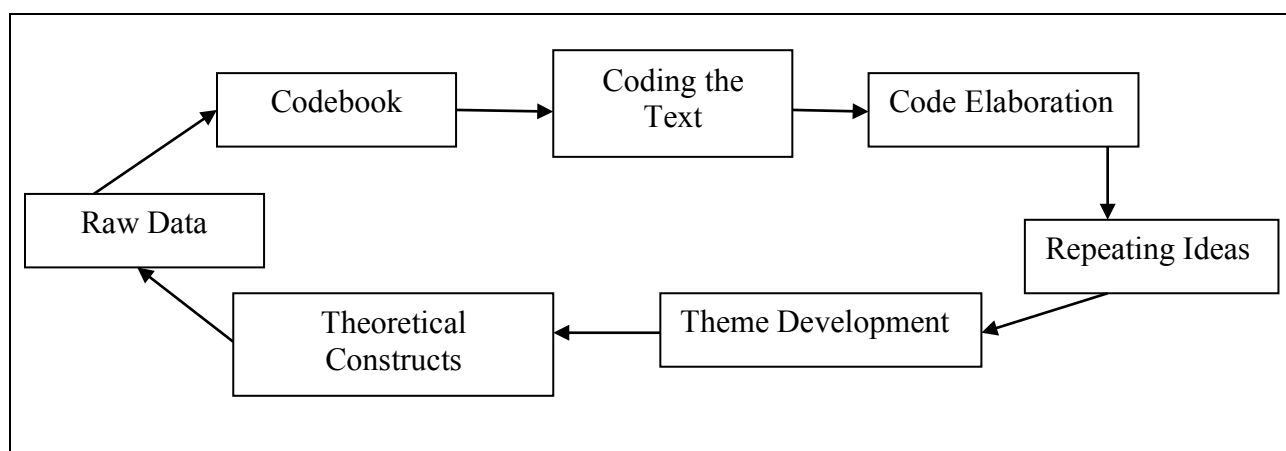 Codebook
Coding the
Text
Code Elaboration
Raw Data
Repeating Ideas
Theoretical
Constructs
Theme Development